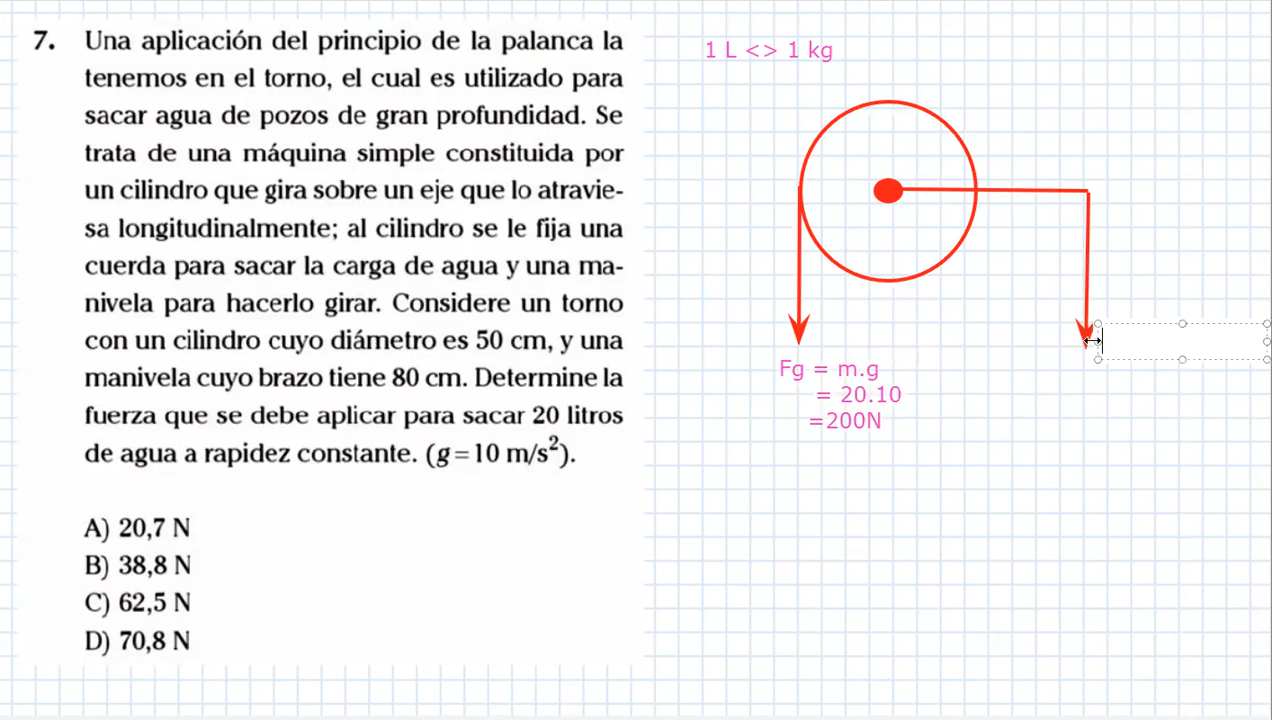 7. Una aplicación del principio de la palanca la
tenemos en el torno, el cual es utilizado para
sacar agua de pozos de gran profundidad. Se
trata de una máquina simple constituida por
un cilindro que gira sobre un eje que lo atravie-
sa longitudinalmente; al cilindro se le fija una
cuerda para sacar la carga de agua y una ma-
nivela para hacerlo girar. Considere un torno
con un cilindro cuyo diámetro es 50 cm, y una
manivela cuyo brazo tiene 80 cm. Determine la
fuerza que se debe aplicar para sacar 20 litros
de agua a rapidez constante. (g=10 m/s²).
A) 20,7 N
B) 38,8 N
C) 62,5 N
D) 70,8 N
1 L <> 1 kg
Fg = m.g
= 20.10
=200N